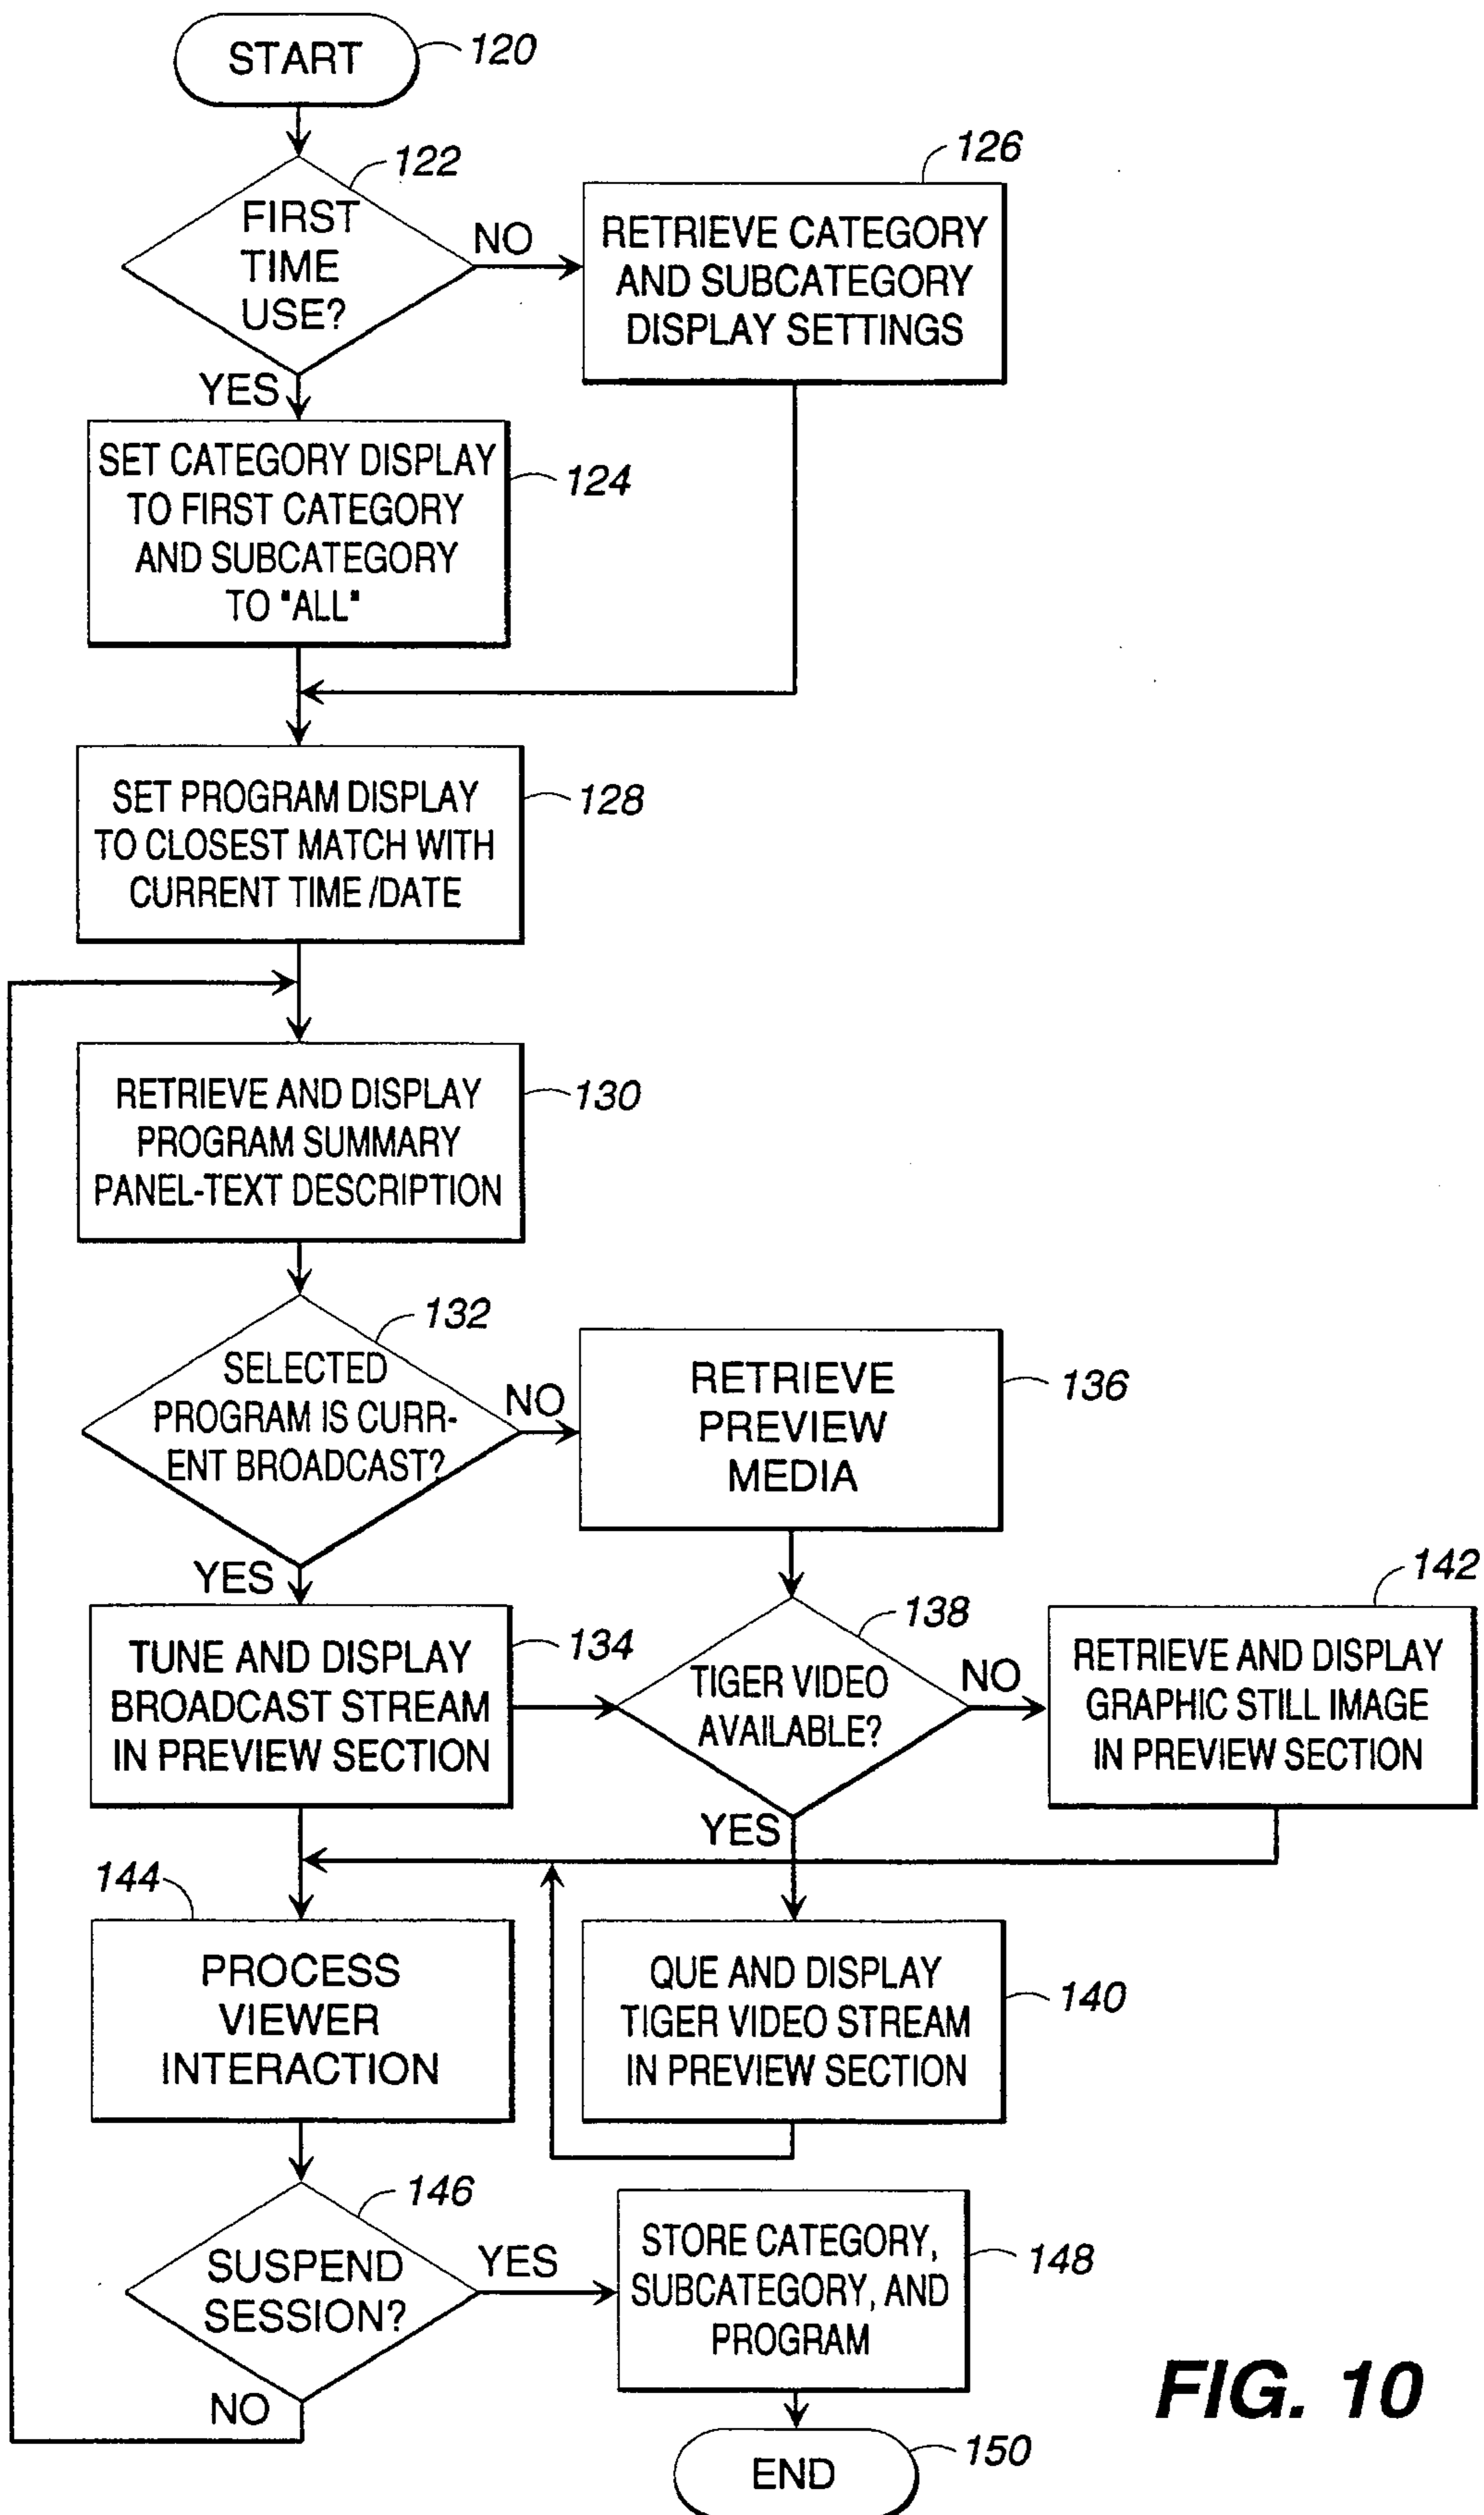 START
120
122
FIRST
TIME
USE?
NO
YES
126
RETRIEVE CATEGORY
AND SUBCATEGORY
DISPLAY SETTINGS
SET CATEGORY DISPLAY
TO FIRST CATEGORY
AND SUBCATEGORY
TO "ALL"
124
SET PROGRAM DISPLAY
TO CLOSEST MATCH WITH
CURRENT TIME /DATE
128
RETRIEVE AND DISPLAY
PROGRAM SUMMARY
PANEL-TEXT DESCRIPTION
130
132
SELECTED
PROGRAM IS CURR-
ENT BROADCAST?
NO
YES
RETRIEVE
PREVIEW
MEDIA
136
TUNE AND DISPLAY
BROADCAST STREAM
IN PREVIEW SECTION
134
138
TIGER VIDEO
AVAILABLE?
NO
YES
142
RETRIEVE AND DISPLAY
GRAPHIC STILL IMAGE
IN PREVIEW SECTION
144
PROCESS
VIEWER
INTERACTION
QUE AND DISPLAY
TIGER VIDEO STREAM
IN PREVIEW SECTION
140
146
SUSPEND
SESSION?
YES
NO
STORE CATEGORY,
SUBCATEGORY, AND
PROGRAM
148
END
150
FIG. 10